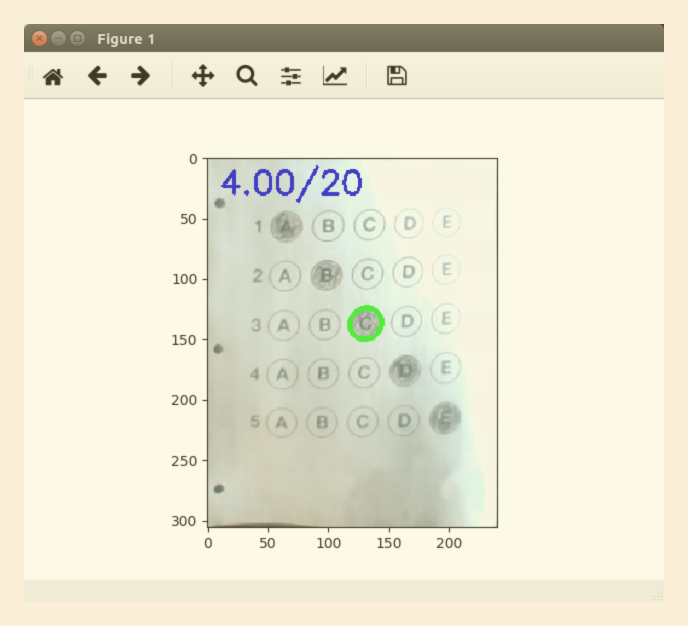 Figure 1
0
4.00/20
50
1 A B C D E
100
2 A B C D E
150
3 A B C D E
200
4 A B C D E
5 A B C D E
250
300
0 50 100 150 200